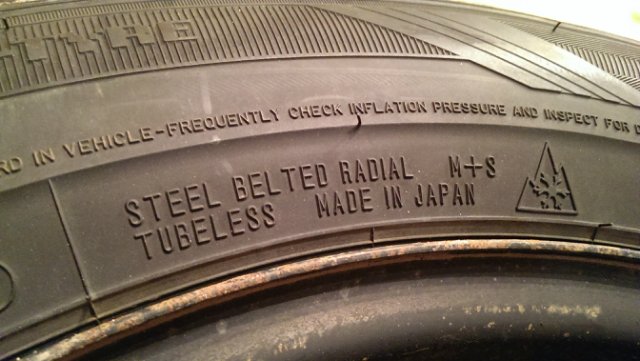 RD IN VEHICLE-FREQUENTLY CHECK INFLATION PRESSURE AND INSPECT FOR
STEEL BELTED RADIAL M+S
TUBELESS MADE IN JAPAN